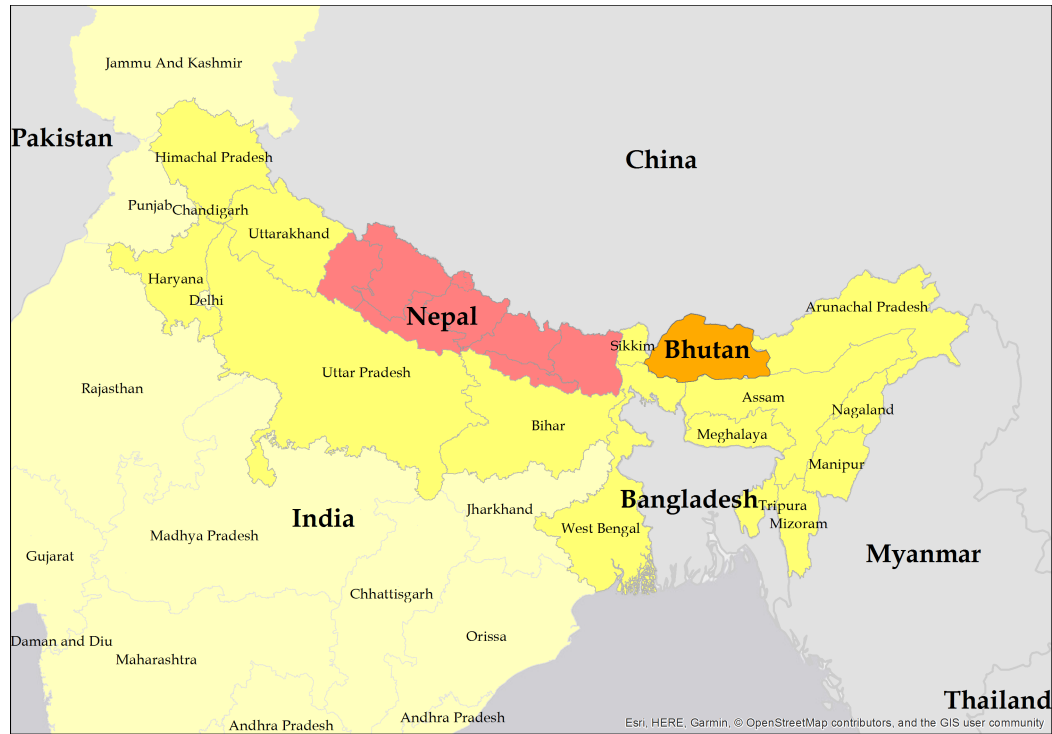 Jammu And Kashmir
Pakistan
Himachal Pradesh
China
Punjab
Chandigarh
Uttarakhand
Haryana
Delhi
Arunachal Pradesh
Nepal
Sikkim
Bhutan
Uttar Pradesh
Rajasthan
Assam
Nagaland
Bihar
Meghalaya
Manipur
Bangladesh
Tripura
Jharkhand
India
West Bengal
Mizoram
Madhya Pradesh
Gujarat
Myanmar
Chhattisgarh
Orissa
Daman and Diu
Maharashtra
Thailand
Andhra Pradesh
Andhra Pradesh
Esri, HERE, Garmin, © OpenStreetMap contributors, and the GIS user community